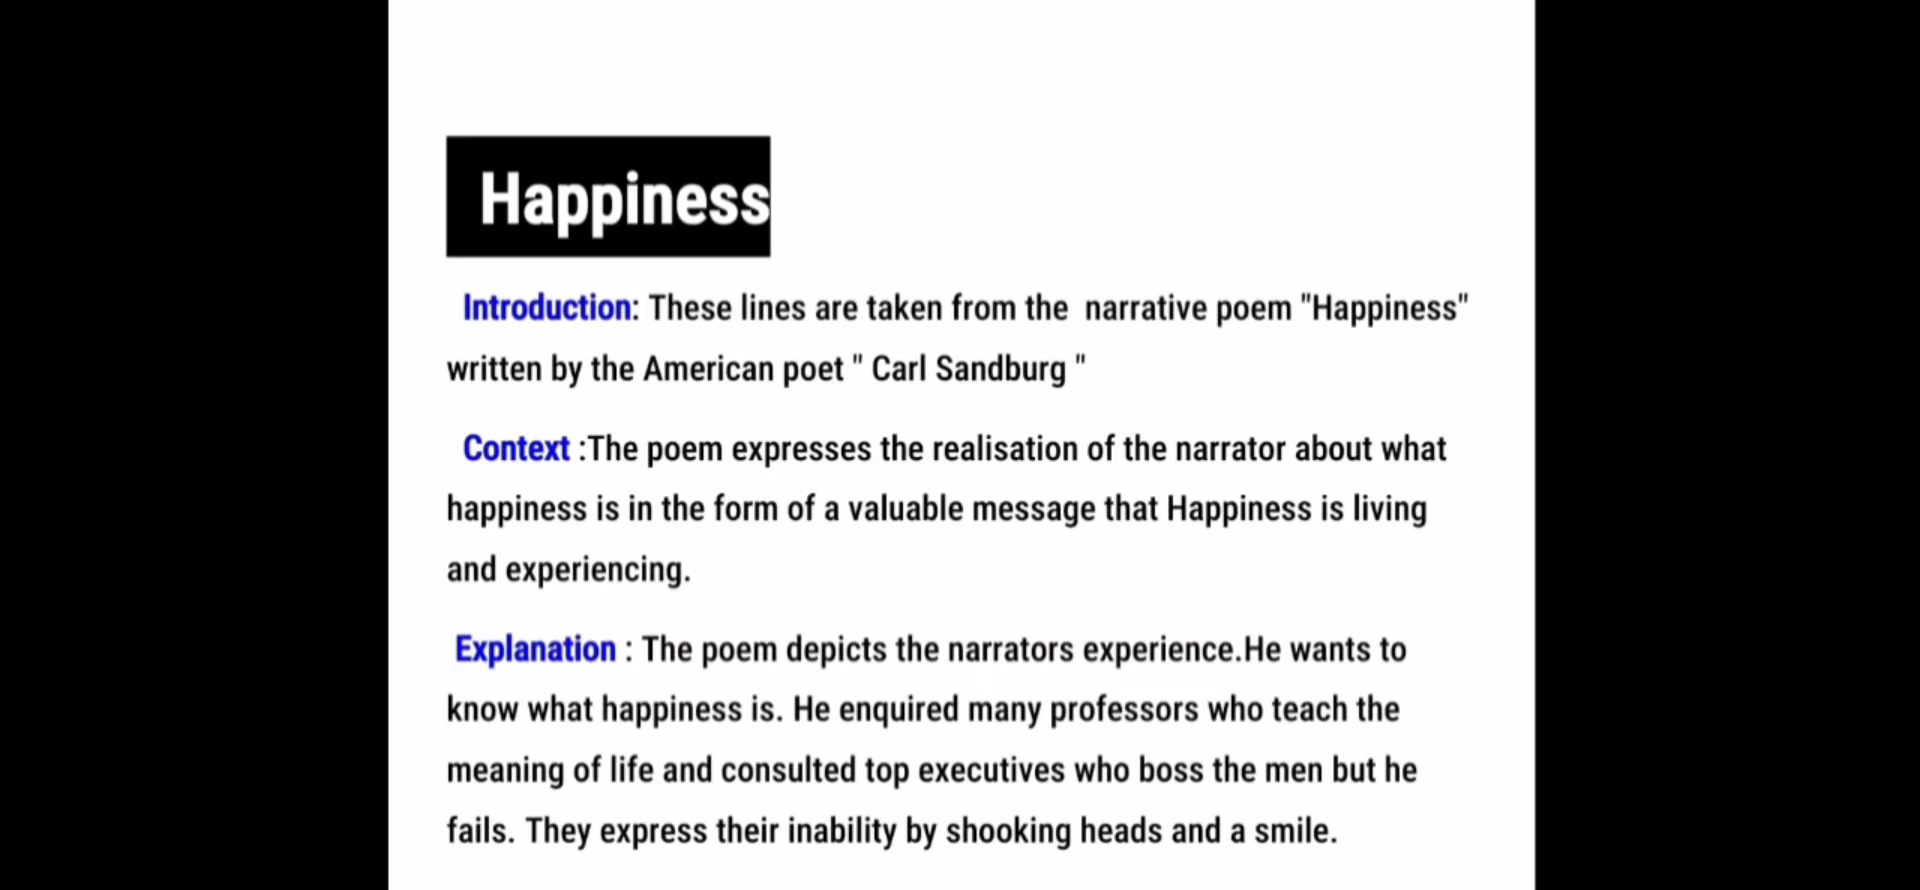 Happiness
Introduction: These lines are taken from the narrative poem "Happiness"
written by the American poet " Carl Sandburg "
Context :The poem expresses the realisation of the narrator about what
happiness is in the form of a valuable message that Happiness is living
and experiencing.
Explanation : The poem depicts the narrators experience.He wants to
know what happiness is. He enquired many professors who teach the
meaning of life and consulted top executives who boss the men but he
fails. They express their inability by shooking heads and a smile.